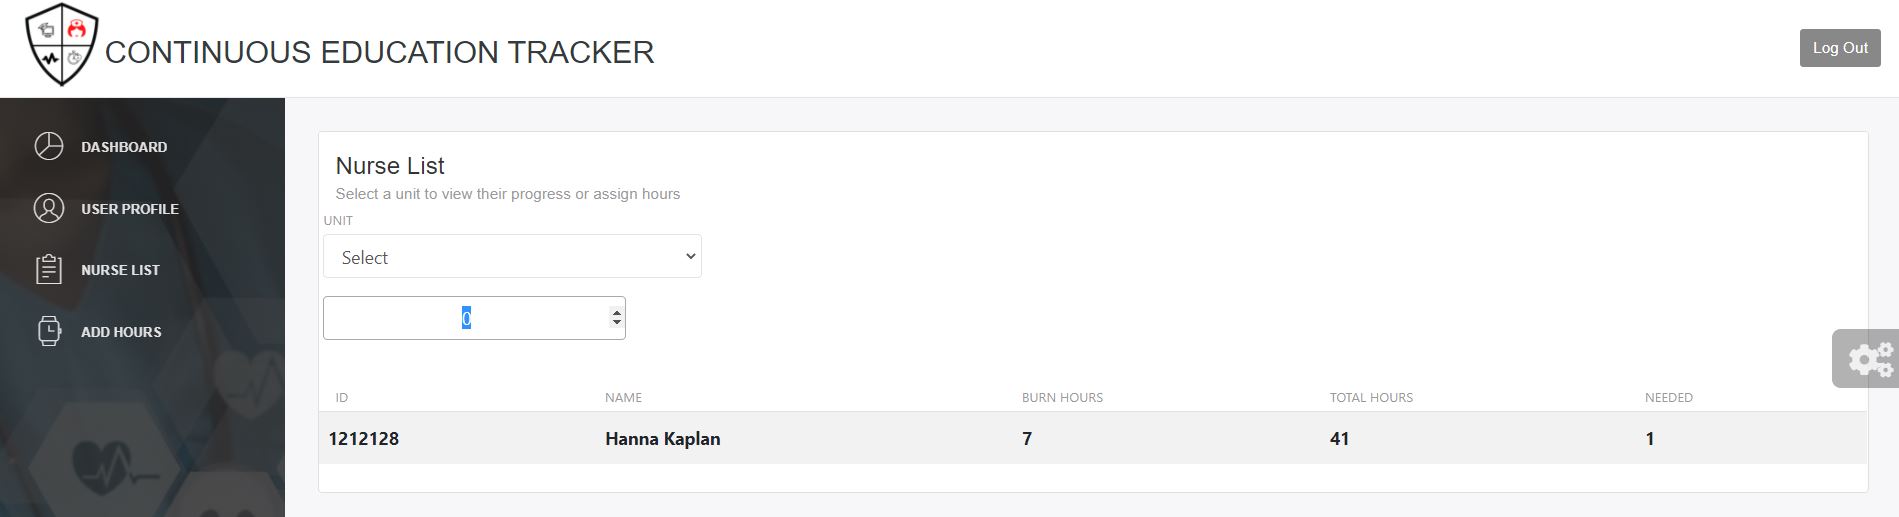 CONTINUOUS EDUCATION TRACKER
Log Out
DASHBOARD
USER PROFILE
NURSE LIST
ADD HOURS
Nurse List
Select a unit to view their progress or assign hours
UNIT
Select
0
ID NAME BURN HOURS TOTAL HOURS NEEDED
1212128 Hanna Kaplan 7 41 1